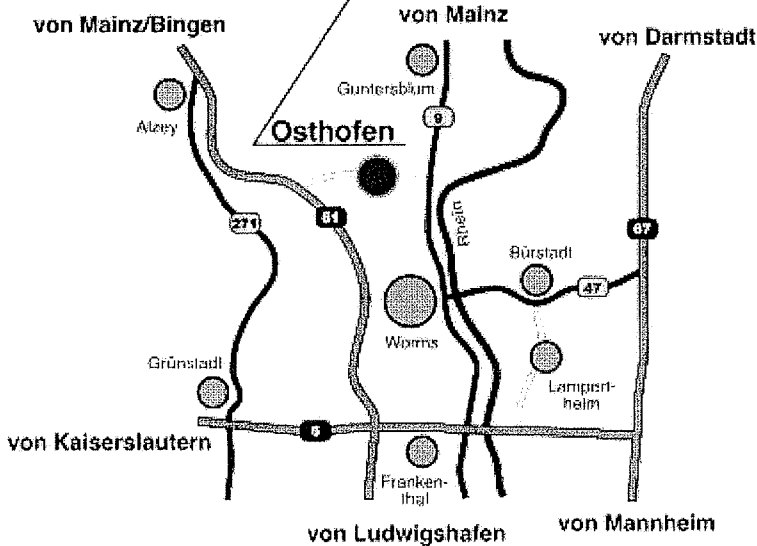 von Mainz
von Mainz/Bingen
von Darmstadt
Guntersblum
Alzey
9
Osthofen
271
61
Rhein
67
Bürstadt
47
Worms
Grünstadt
Lampert-
heim
6
von Kaiserslautern
Franken-
thal
von Ludwigshafen
von Mannheim